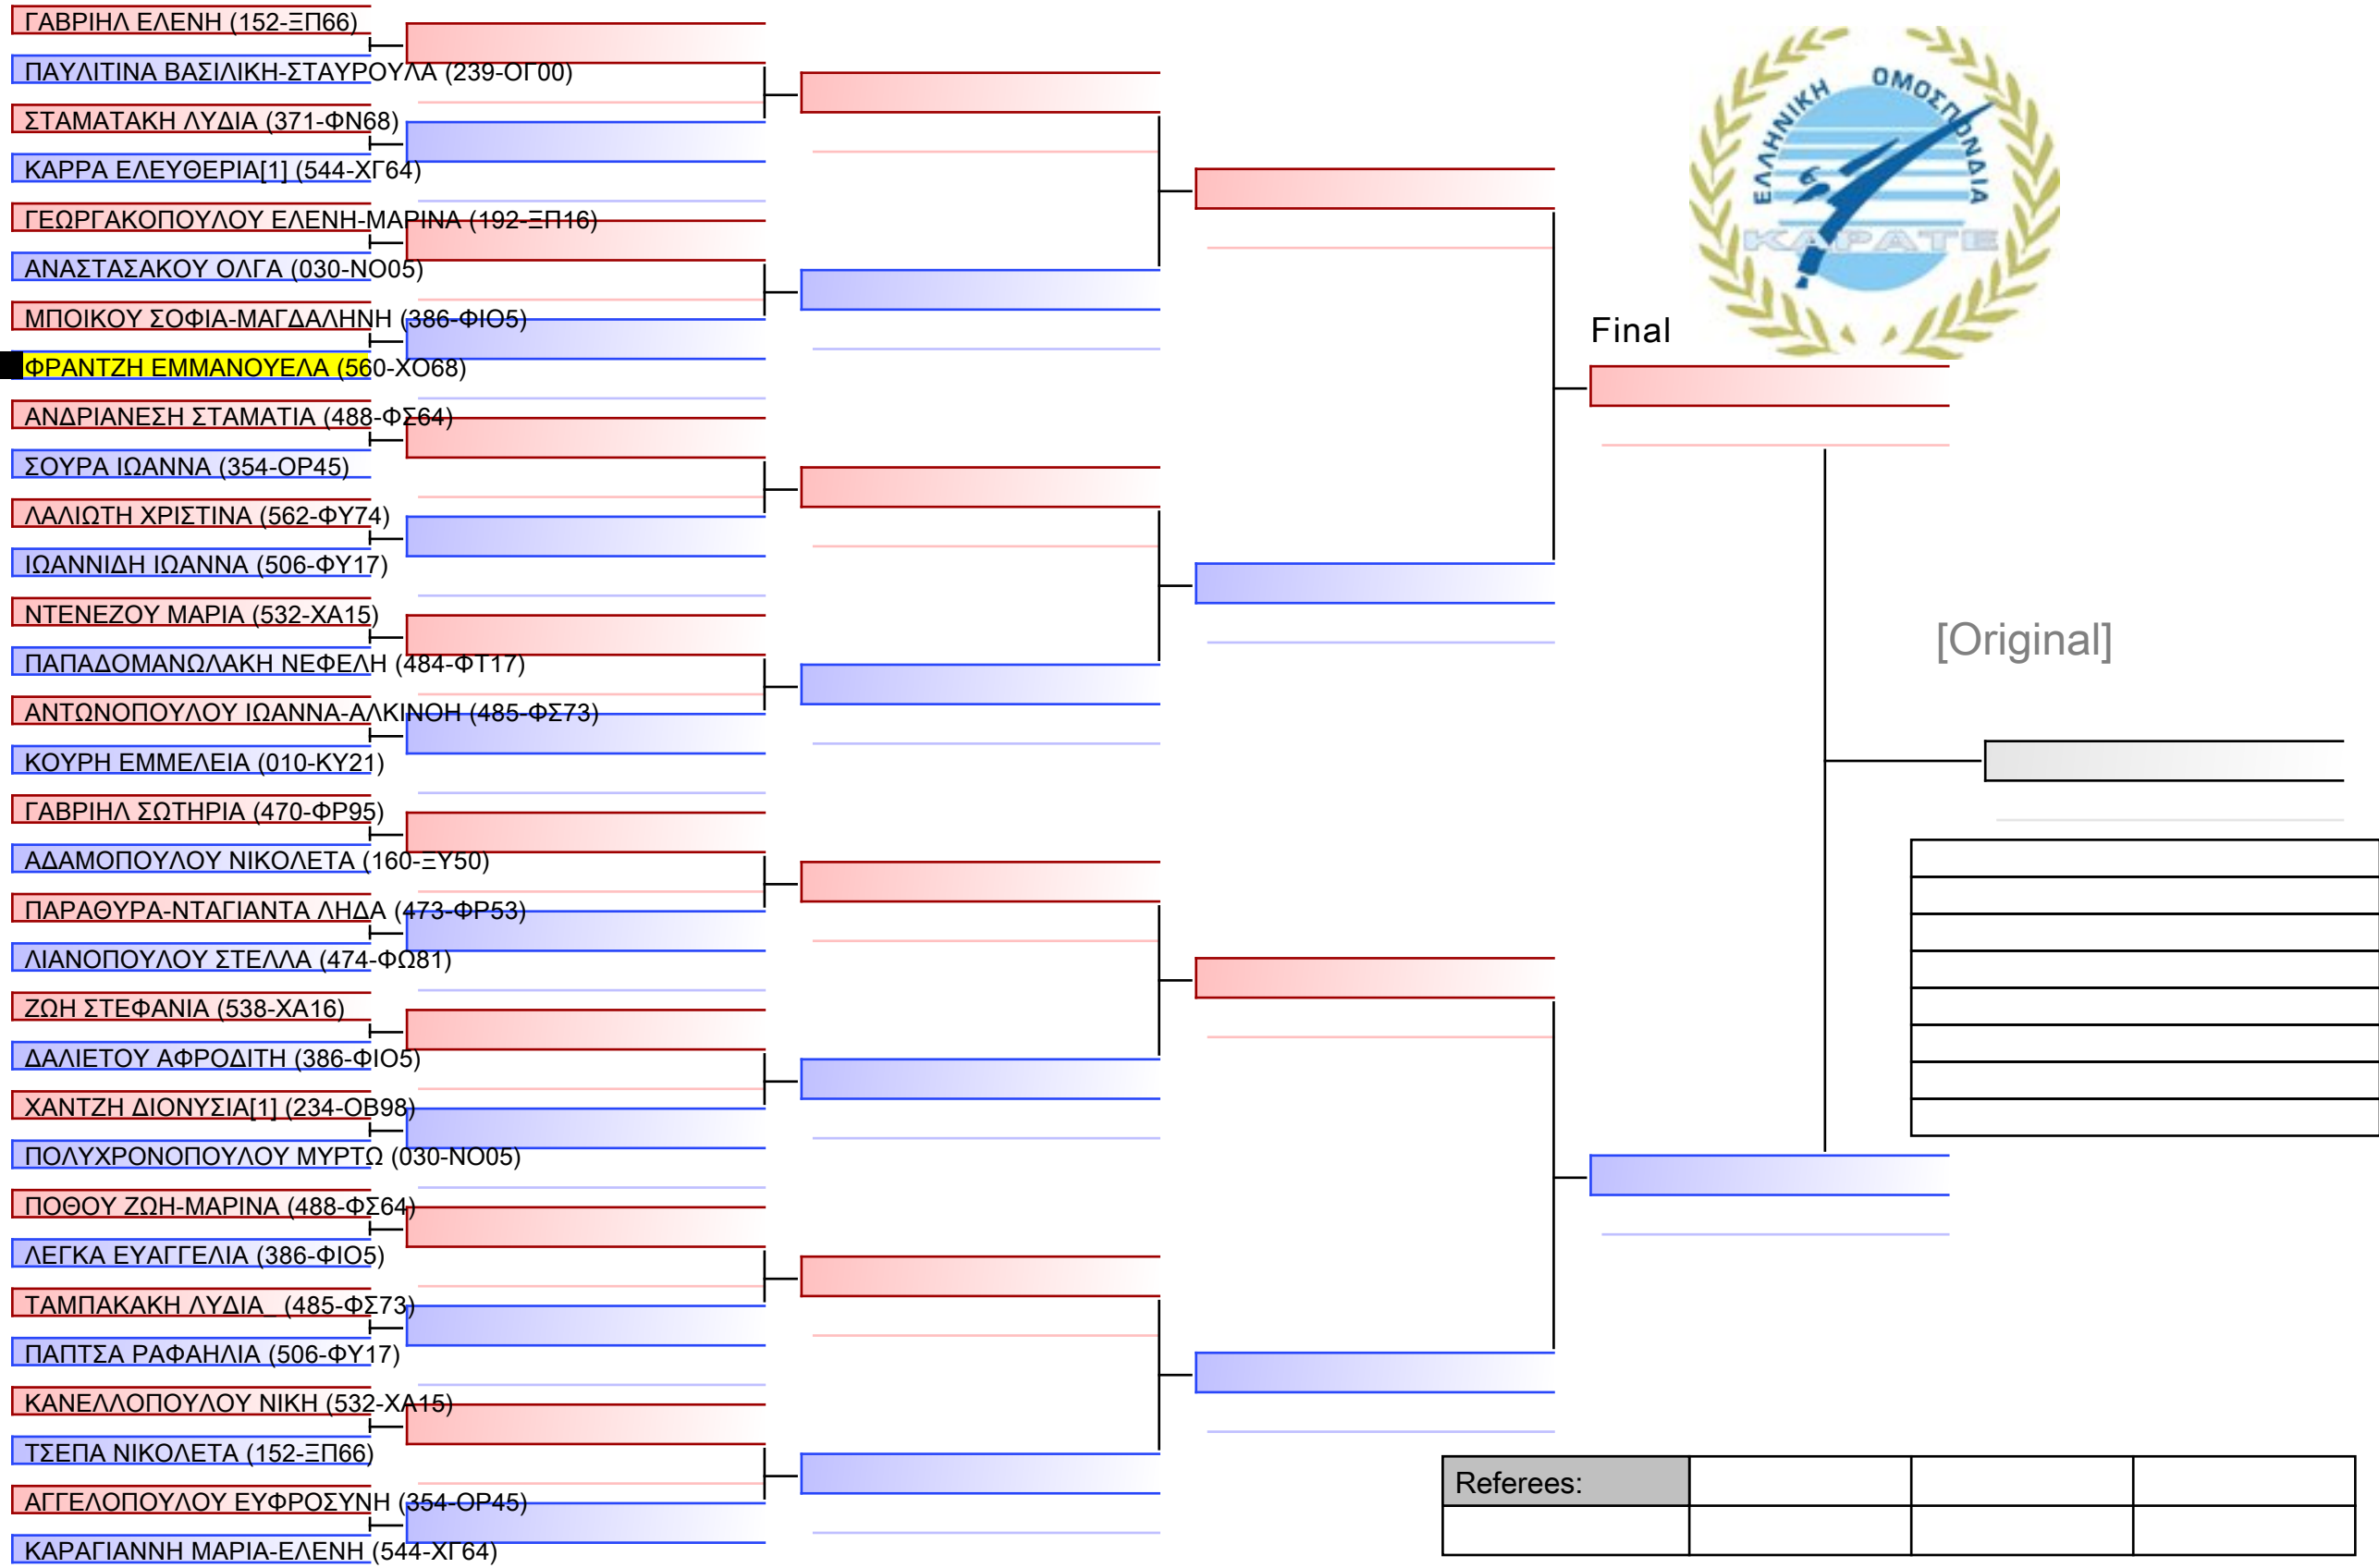 ΓΑΒΡΙΗΛ ΕΛΕΝΗ (152-ΞΠ66)
ΠΑΥΛΙΤΙΝΑ ΒΑΣΙΛΙΚΗ-ΣΤΑΥΡΟΥΛΑ (239-ΟΓ00)
ΣΤΑΜΑΤΑΚΗ ΛΥΔΙΑ (371-ΦΝ68)
ΚΑΡΡΑ ΕΛΕΥΘΕΡΙΑ[1] (544-ΧΓ64)
ΓΕΩΡΓΑΚΟΠΟΥΛΟΥ ΕΛΕΝΗ-ΜΑΡΙΝΑ (192-ΞΠ16)
ΑΝΑΣΤΑΣΑΚΟΥ ΟΛΓΑ (030-ΝΟ05)
ΜΠΟΙΚΟΥ ΣΟΦΙΑ-ΜΑΓΔΑΛΗΝΗ (386-ΦΙΟ5)
ΦΡΑΝΤΖΗ ΕΜΜΑΝΟΥΕΛΑ (560-ΧΟ68)
ΑΝΔΡΙΑΝΕΣΗ ΣΤΑΜΑΤΙΑ (488-ΦΣ64)
ΣΟΥΡΑ ΙΩΑΝΝΑ (354-ΟΡ45)
ΛΑΛΙΩΤΗ ΧΡΙΣΤΙΝΑ (562-ΦΥ74)
ΙΩΑΝΝΙΔΗ ΙΩΑΝΝΑ (506-ΦΥ17)
ΝΤΕΝΕΖΟΥ ΜΑΡΙΑ (532-ΧΑ15)
ΠΑΠΑΔΟΜΑΝΩΛΑΚΗ ΝΕΦΕΛΗ (484-ΦΤ17)
ΑΝΤΩΝΟΠΟΥΛΟΥ ΙΩΑΝΝΑ-ΑΛΚΙΝΟΗ (485-ΦΣ73)
ΚΟΥΡΗ ΕΜΜΕΛΕΙΑ (010-ΚΥ21)
ΓΑΒΡΙΗΛ ΣΩΤΗΡΙΑ (470-ΦΡ95)
ΑΔΑΜΟΠΟΥΛΟΥ ΝΙΚΟΛΕΤΑ (160-ΞΥ50)
ΠΑΡΑΘΥΡΑ-ΝΤΑΓΙΑΝΤΑ ΛΗΔΑ (473-ΦΡ53)
ΛΙΑΝΟΠΟΥΛΟΥ ΣΤΕΛΛΑ (474-ΦΩ81)
ΖΩΗ ΣΤΕΦΑΝΙΑ (538-ΧΑ16)
ΔΑΛΙΕΤΟΥ ΑΦΡΟΔΙΤΗ (386-ΦΙΟ5)
ΧΑΝΤΖΗ ΔΙΟΝΥΣΙΑ[1] (234-ΟΒ98)
ΠΟΛΥΧΡΟΝΟΠΟΥΛΟΥ ΜΥΡΤΩ (030-ΝΟ05)
ΠΟΘΟΥ ΖΩΗ-ΜΑΡΙΝΑ (488-ΦΣ64)
ΛΕΓΚΑ ΕΥΑΓΓΕΛΙΑ (386-ΦΙΟ5)
ΤΑΜΠΑΚΑΚΗ ΛΥΔΙΑ_ (485-ΦΣ73)
ΠΑΠΤΣΑ ΡΑΦΑΗΛΙΑ (506-ΦΥ17)
ΚΑΝΕΛΛΟΠΟΥΛΟΥ ΝΙΚΗ (532-ΧΑ15)
ΤΣΕΠΑ ΝΙΚΟΛΕΤΑ (152-ΞΠ66)
ΑΓΓΕΛΟΠΟΥΛΟΥ ΕΥΦΡΟΣΥΝΗ (354-ΟΡ45)
ΚΑΡΑΓΙΑΝΝΗ ΜΑΡΙΑ-ΕΛΕΝΗ (544-ΧΓ64)
ΕΛΛΗΝΙΚΗ ΟΜΟΣΠΟΝΔΙΑ
ΚΑΡΑΤΕ
Final
[Original]
Referees: